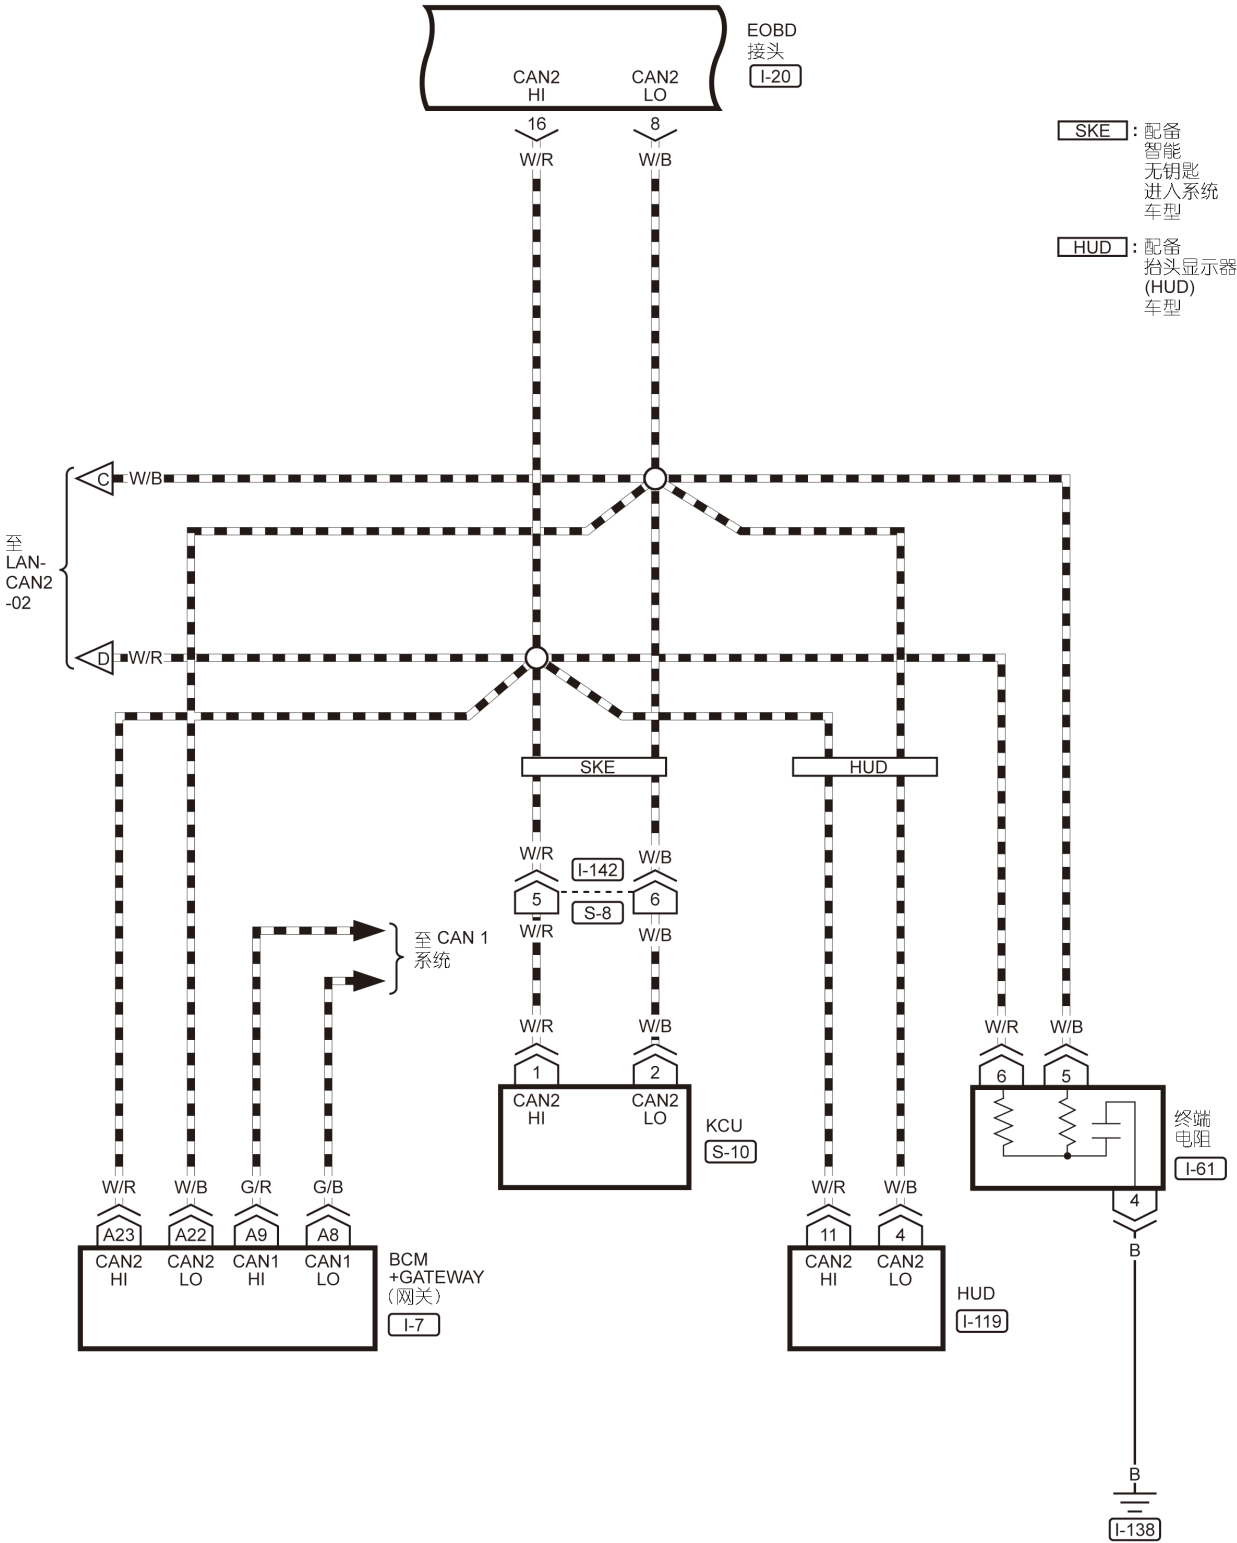 EOBD
接头
I-20
CAN2
HI
CAN2
LO
16
8
W/R
W/B
SKE : 配备
智能
无钥匙
进入系统
车型
HUD : 配备
抬头显示器
(HUD)
车型
C
W/B
至
LAN-
CAN2
-02
D
W/R
SKE
HUD
W/R
I-142
W/B
5
6
S-8
W/R
W/B
至 CAN 1
系统
W/R
W/B
W/R
W/B
1
2
6
5
CAN2
HI
CAN2
LO
KCU
S-10
终端
电阻
I-61
4
W/R
W/B
G/R
G/B
W/R
W/B
A23
A22
A9
A8
11
4
B
CAN2
HI
CAN2
LO
CAN1
HI
CAN1
LO
BCM
+GATEWAY
(网关)
I-7
CAN2
HI
CAN2
LO
HUD
I-119
B
I-138